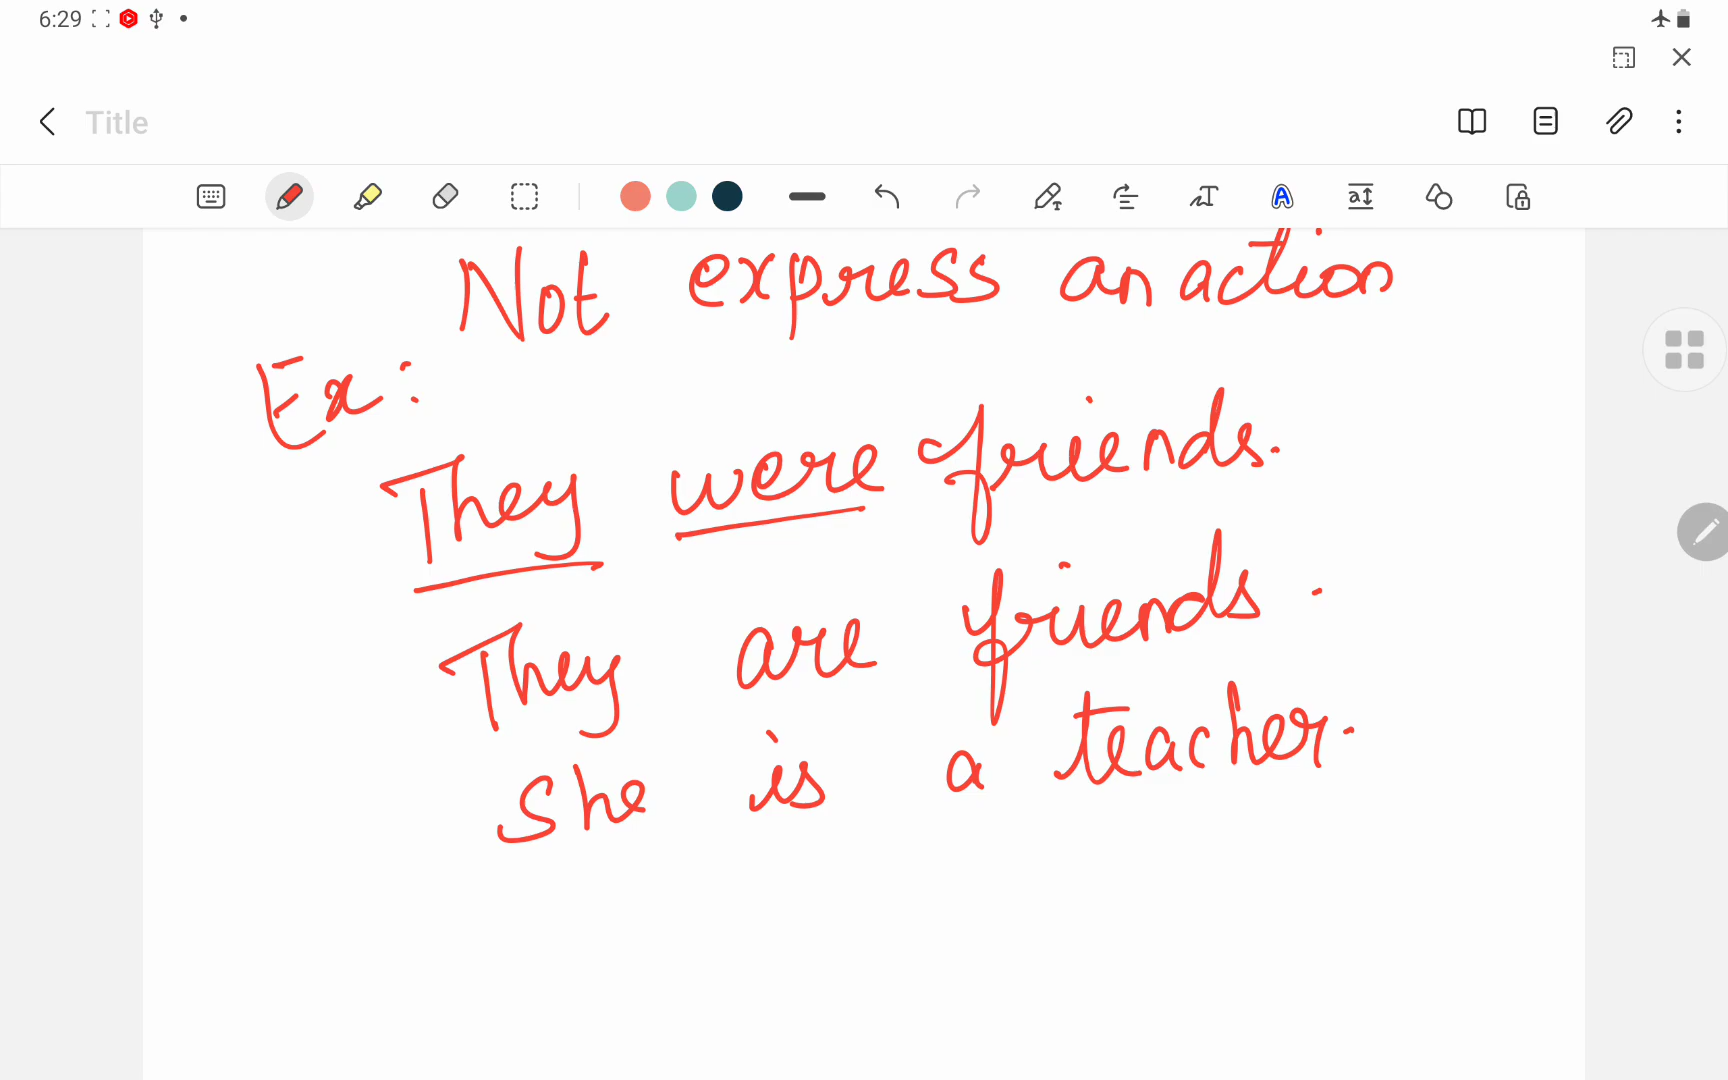 6:29
Title
Not express an action
Ex:
They were friends.
They are friends.
She is a teacher.